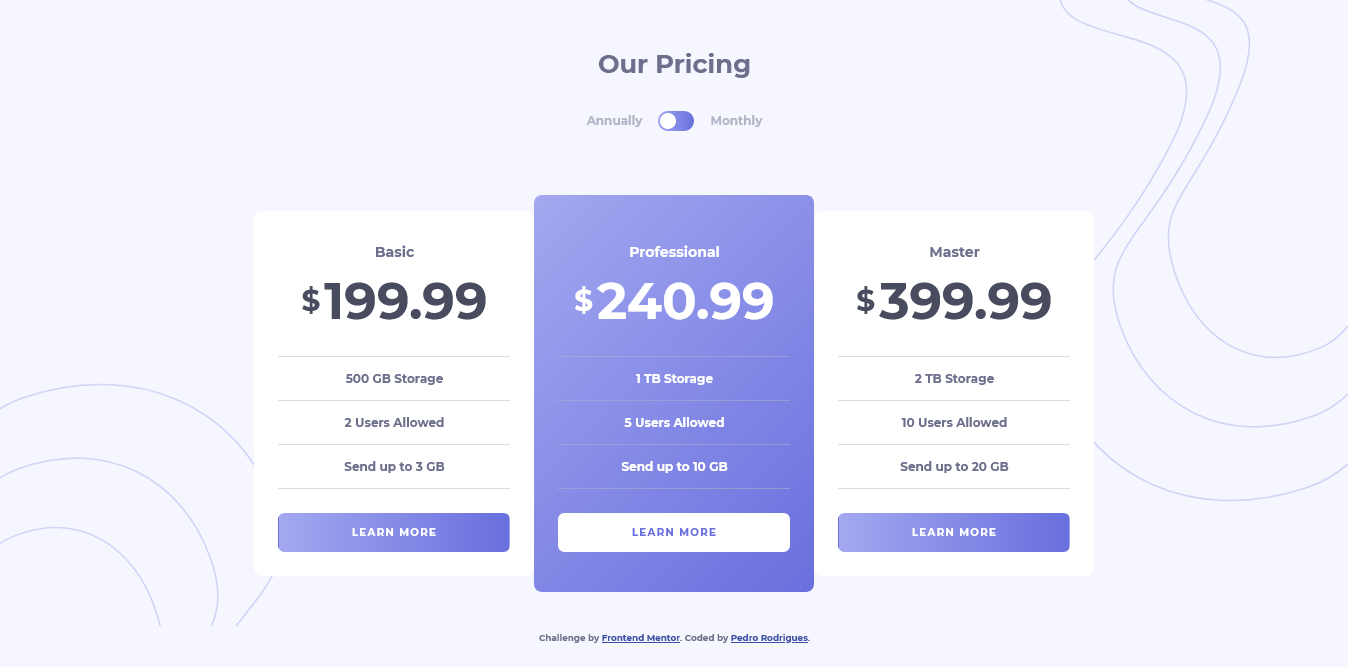 Our Pricing
Annually Monthly
Basic
$199.99
500 GB Storage
2 Users Allowed
Send up to 3 GB
LEARN MORE
Professional
$240.99
1 TB Storage
5 Users Allowed
Send up to 10 GB
LEARN MORE
Master
$399.99
2 TB Storage
10 Users Allowed
Send up to 20 GB
LEARN MORE
Challenge by Frontend Mentor. Coded by Pedro Rodrigues.